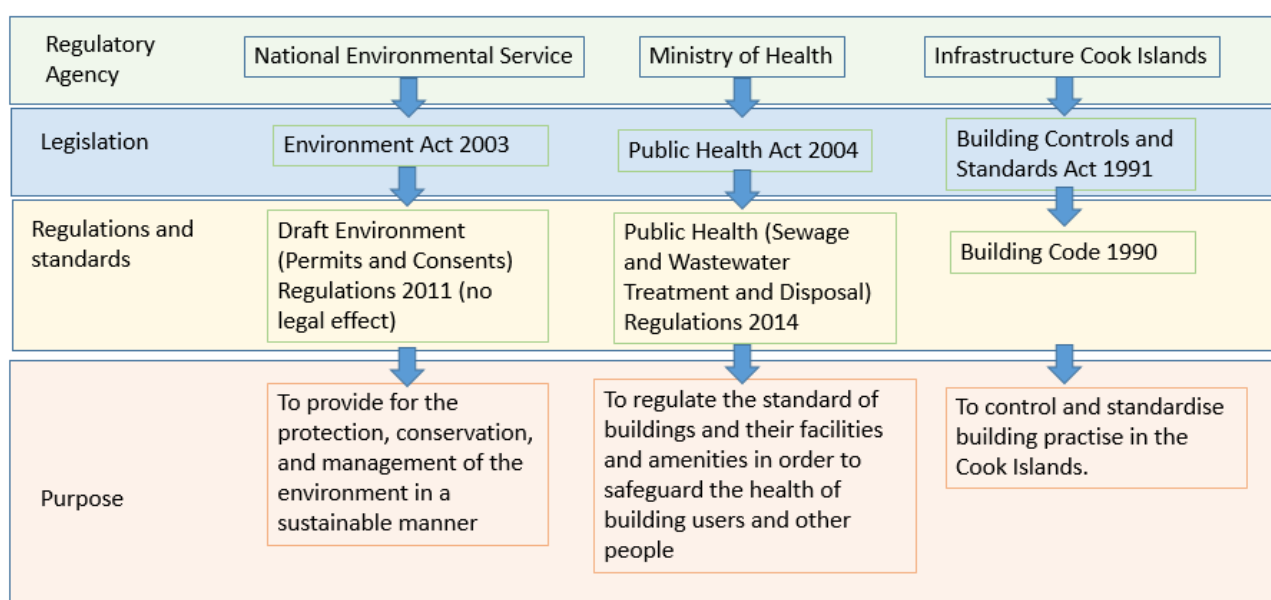 Regulatory
Agency
National Environmental Service
Ministry of Health
Infrastructure Cook Islands
Legislation
Environment Act 2003
Public Health Act 2004
Building Controls and
Standards Act 1991
Regulations and
standards
Draft Environment
(Permits and Consents)
Regulations 2011 (no
legal effect)
Public Health (Sewage
and Wastewater
Treatment and Disposal)
Regulations 2014
Building Code 1990
Purpose
To provide for the
protection, conservation,
and management of the
environment in a
sustainable manner
To regulate the standard of
buildings and their facilities
and amenities in order to
safeguard the health of
building users and other
people
To control and standardise
building practise in the
Cook Islands.